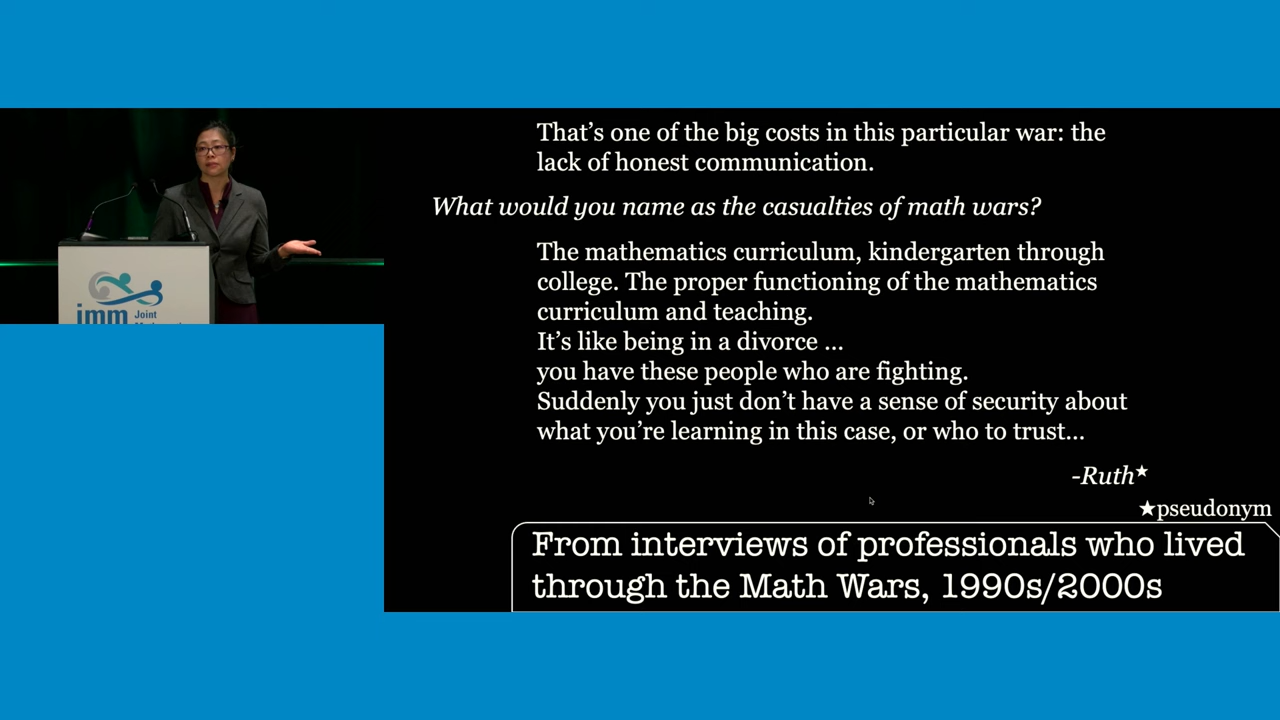 That's one of the big costs in this particular war: the
lack of honest communication.
What would you name as the casualties of math wars?
The mathematics curriculum, kindergarten through
college. The proper functioning of the mathematics
curriculum and teaching.
It's like being in a divorce ...
you have these people who are fighting.
Suddenly you just don't have a sense of security about
what you're learning in this case, or who to trust...
-Ruth★
★pseudonym
From interviews of professionals who lived
through the Math Wars, 1990s/2000s
jmm Joint